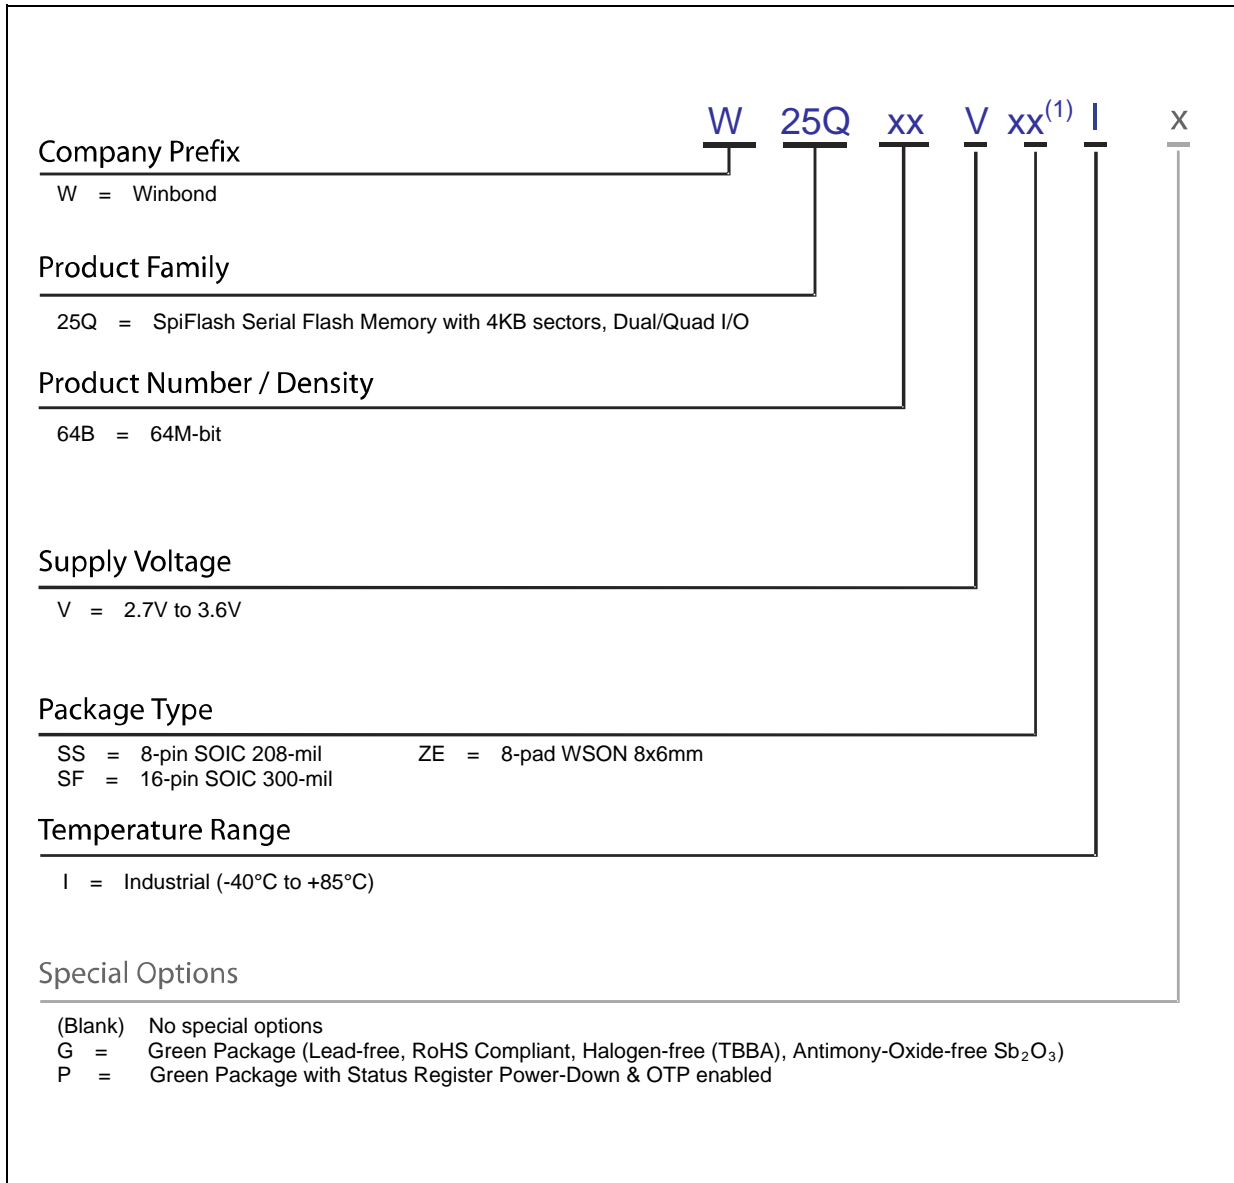 W 25Q xx V xx(1) I x
Company Prefix
W = Winbond
Product Family
25Q = SpiFlash Serial Flash Memory with 4KB sectors, Dual/Quad I/O
Product Number / Density
64B = 64M-bit
Supply Voltage
V = 2.7V to 3.6V
Package Type
SS = 8-pin SOIC 208-mil ZE = 8-pad WSON 8x6mm
SF = 16-pin SOIC 300-mil
Temperature Range
I = Industrial (-40°C to +85°C)
Special Options
(Blank) No special options
G = Green Package (Lead-free, RoHS Compliant, Halogen-free (TBBA), Antimony-Oxide-free Sb₂O₃)
P = Green Package with Status Register Power-Down & OTP enabled